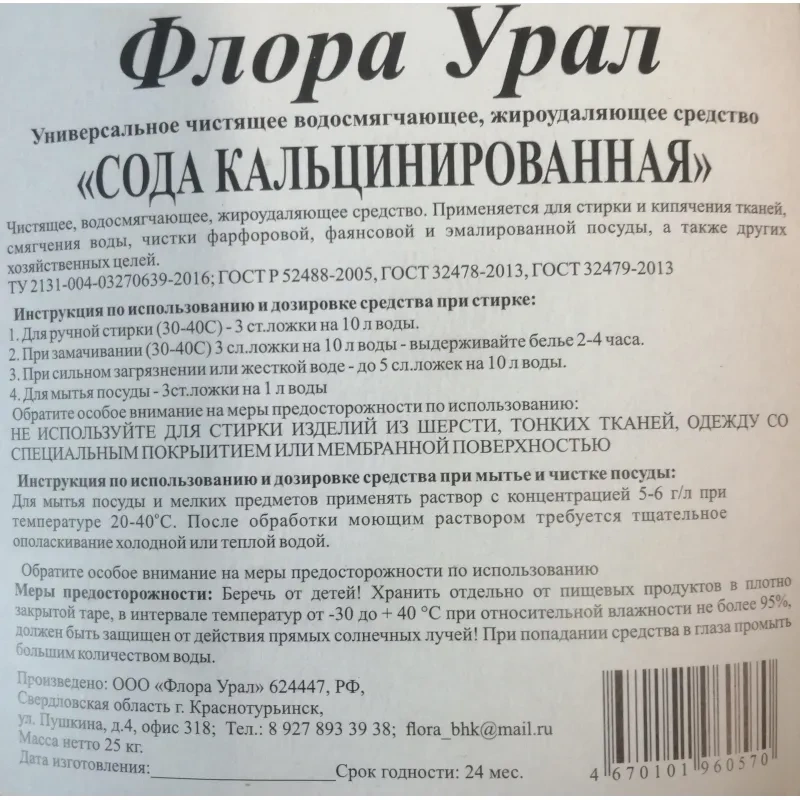 Флора Урал
Универсальное чистящее водосмягчающее, жироудаляющее средство
«СОДА КАЛЬЦИНИРОВАННАЯ»
Чистящее, водосмягчающее, жироудаляющее средство. Применяется для стирки и кипячения тканей,
смягчения воды, чистки фарфоровой, фаянсовой и эмалированной посуды, а также других
хозяйственных целей.
ТУ 2131-004-03270639-2016; ГОСТ Р 52488-2005, ГОСТ 32478-2013, ГОСТ 32479-2013
Инструкция по использованию и дозировке средства при стирке:
1. Для ручной стирки (30-40С) - 3 ст.ложки на 10 л воды.
2. При замачивании (30-40С) 3 сл.ложки на 10 л воды - выдерживайте белье 2-4 часа.
3. При сильном загрязнении или жесткой воде - до 5 сл.ложек на 10 л воды.
4. Для мытья посуды - 3ст.ложки на 1 л воды
Обратите особое внимание на меры предосторожности по использованию:
НЕ ИСПОЛЬЗУЙТЕ ДЛЯ СТИРКИ ИЗДЕЛИЙ ИЗ ШЕРСТИ, ТОНКИХ ТКАНЕЙ, ОДЕЖДУ СО
СПЕЦИАЛЬНЫМ ПОКРЫИТИЕМ ИЛИ МЕМБРАННОЙ ПОВЕРХНОСТЬЮ
Инструкция по использованию и дозировке средства при мытье и чистке посуды:
Для мытья посуды и мелких предметов применять раствор с концентрацией 5-6 г/л при
температуре 20-40°С. После обработки моющим раствором требуется тщательное
ополаскивание холодной или теплой водой.
Обратите особое внимание на меры предосторожности по использованию
Меры предосторожности: Беречь от детей! Хранить отдельно от пищевых продуктов в плотно
закрытой таре, в интервале температур от -30 до + 40 °С при относительной влажности не более 95%,
должен быть защищен от действия прямых солнечных лучей! При попадании средства в глаза промыть
большим количеством воды.
Произведено: ООО «Флора Урал» 624447, РФ,
Свердловская область г. Краснотурьинск,
ул. Пушкина, д.4, офис 318; Тел.: 8 927 893 39 38; flora_bhk@mail.ru
Масса нетто 25 кг.
Дата изготовления:____________________Срок годности: 24 мес.
4 670101 960570